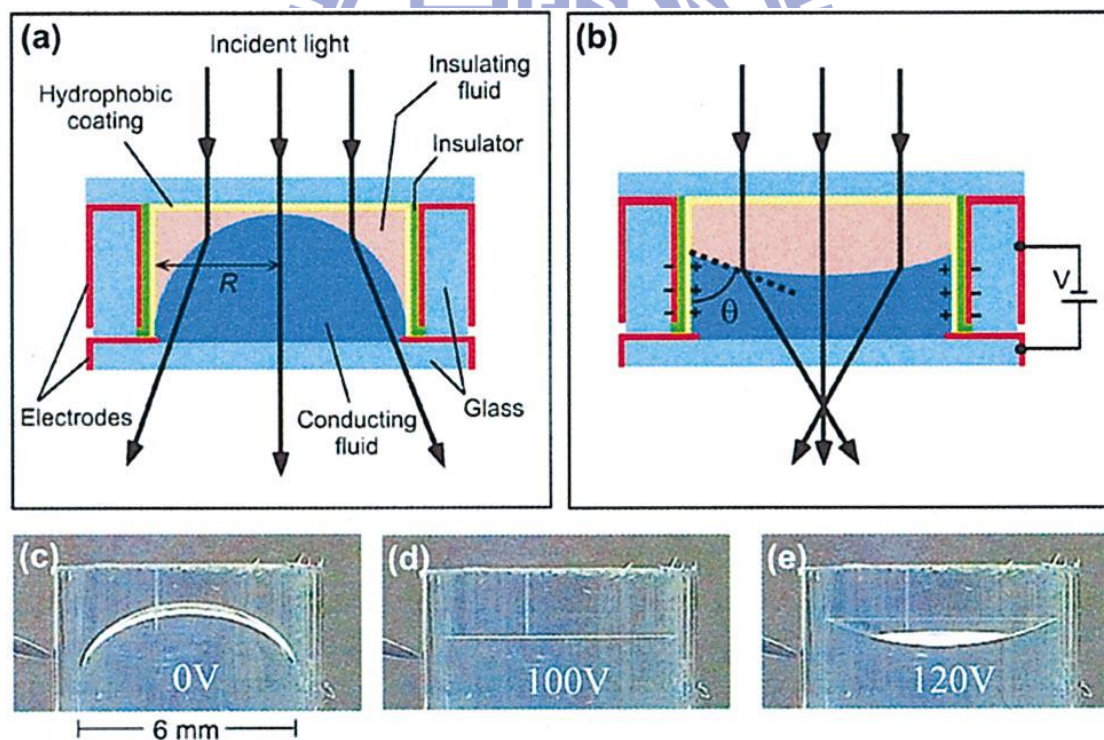 (a)
Incident light
Hydrophobic
coating
Insulating
fluid
Insulator
R
Electrodes
Conducting
fluid
Glass
(b)
θ
V
(c)
0V
6 mm
(d)
100V
(e)
120V